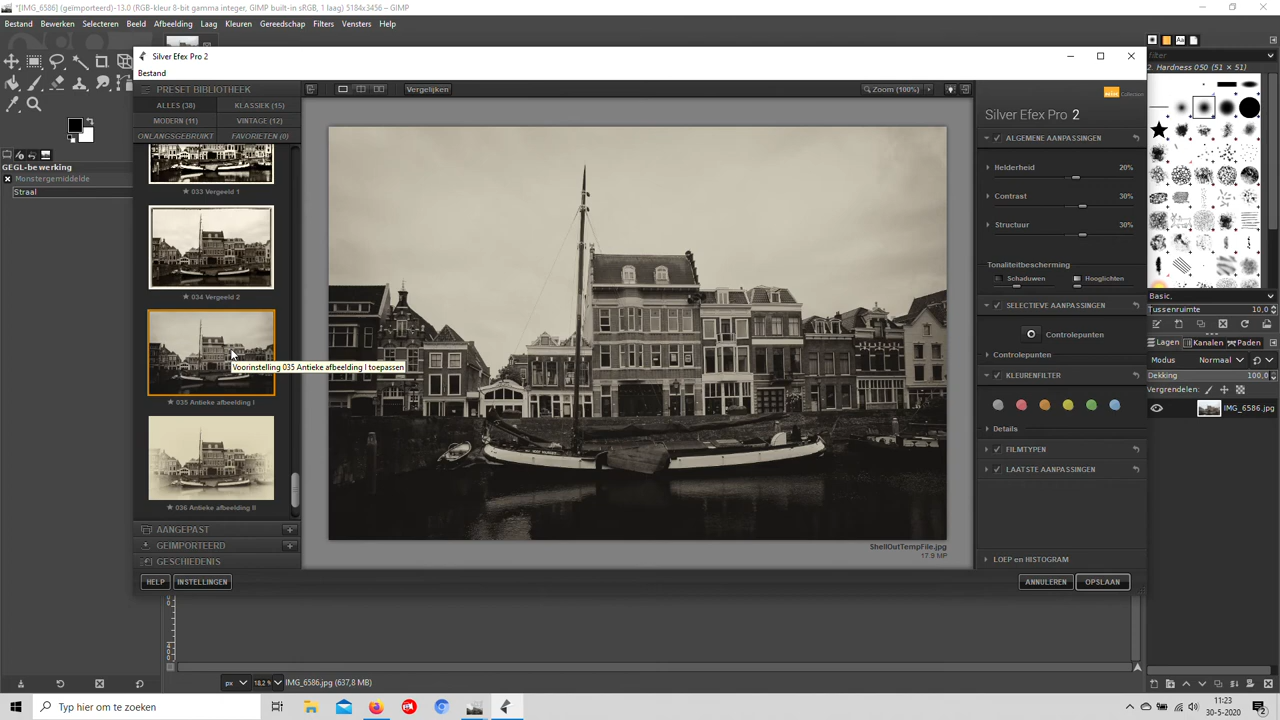 *[IMG_6586] (geïmporteerd)-13.0 (RGB-kleur 8-bit gamma integer, GIMP built-in sRGB, 1 laag) 5184x3456 – GIMP
Bestand Bewerken Selecteren Beeld Afbeelding Laag Kleuren Gereedschap Filters Vensters Help
Silver Efex Pro 2
Bestand
PRESET BIBLIOTHEEK
ALLES (38) KLASSIEK (15)
MODERN (11) VINTAGE (12)
ONLANGSGEBRUIKT FAVORIETEN (0)
033 Vergeeld 1
034 Vergeeld 2
035 Antieke afbeelding I
036 Antieke afbeelding II
Voorinstelling 035 Antieke afbeelding I toepassen
AANGEPAST
GEÏMPORTEERD
GESCHIEDENIS
HELP INSTELLINGEN
GEGL-bewerking
Monstergemiddelde
Straal
Vergelijken
Zoom (100%)
ShellOutTempFile.jpg
17.9 MP
Collection
Silver Efex Pro 2
ALGEMENE AANPASSINGEN
Helderheid 20%
Contrast 30%
Structuur 30%
Tonaliteitbescherming
Schaduwen Hooglichten
SELECTIEVE AANPASSINGEN
Controlepunten
Controlepunten
KLEURENFILTER
Details
FILMTYPEN
LAATSTE AANPASSINGEN
LOEP en HISTOGRAM
ANNULEREN OPSLAAN
filter
2. Hardness 050 (51 × 51)
Basic.
Tussenruimte 10,0
Lagen Kanalen Paden
Modus Normaal
Dekking 100,0
Vergrendelen:
IMG_6586.jpg
px 18,2 % IMG_6586.jpg (637,8 MB)
Typ hier om te zoeken
11:23
30-5-2020
2